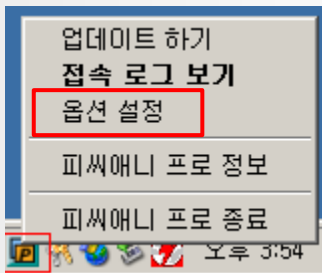 업데이트 하기
접속 로그 보기
옵션 설정
피씨애니 프로 정보
피씨애니 프로 종료
P
오후 3:54